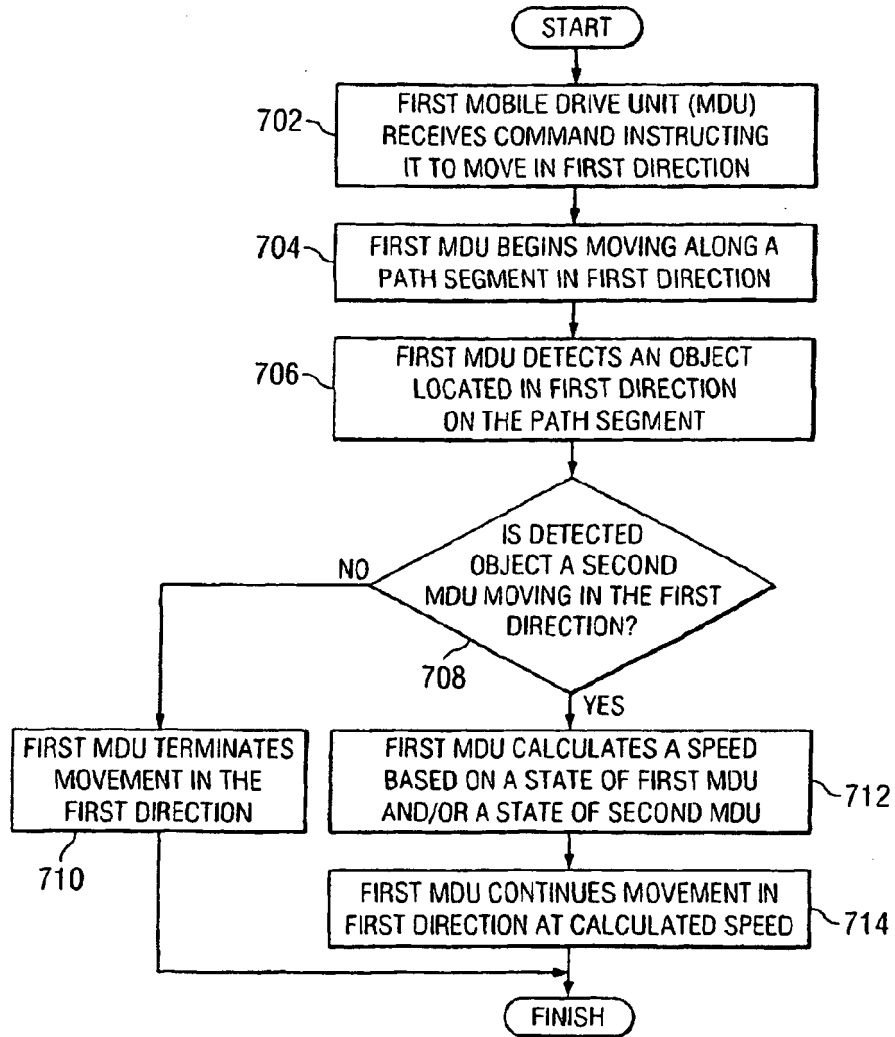 START
702
FIRST MOBILE DRIVE UNIT (MDU)
RECEIVES COMMAND INSTRUCTING
IT TO MOVE IN FIRST DIRECTION
704
FIRST MDU BEGINS MOVING ALONG A
PATH SEGMENT IN FIRST DIRECTION
706
FIRST MDU DETECTS AN OBJECT
LOCATED IN FIRST DIRECTION
ON THE PATH SEGMENT
IS DETECTED
OBJECT A SECOND
MDU MOVING IN THE FIRST
DIRECTION?
NO
708
YES
FIRST MDU TERMINATES
MOVEMENT IN THE
FIRST DIRECTION
710
FIRST MDU CALCULATES A SPEED
BASED ON A STATE OF FIRST MDU
AND/OR A STATE OF SECOND MDU
712
FIRST MDU CONTINUES MOVEMENT IN
FIRST DIRECTION AT CALCULATED SPEED
714
FINISH